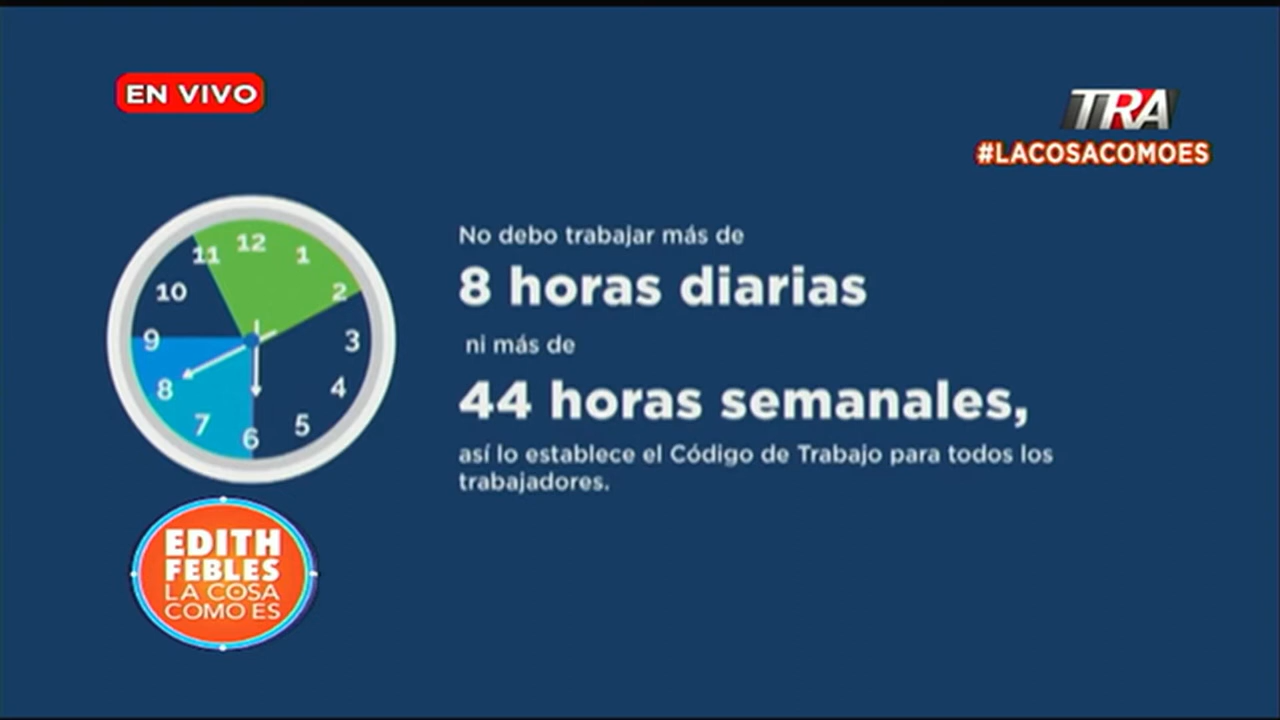 EN VIVO
TRA
#LACOSACOMOES
12
11
1
10
2
9
3
8
4
7
5
6
No debo trabajar más de
8 horas diarias
ni más de
44 horas semanales,
así lo establece el Código de Trabajo para todos los
trabajadores.
EDITH
FEBLES
LA COSA
COMO ES